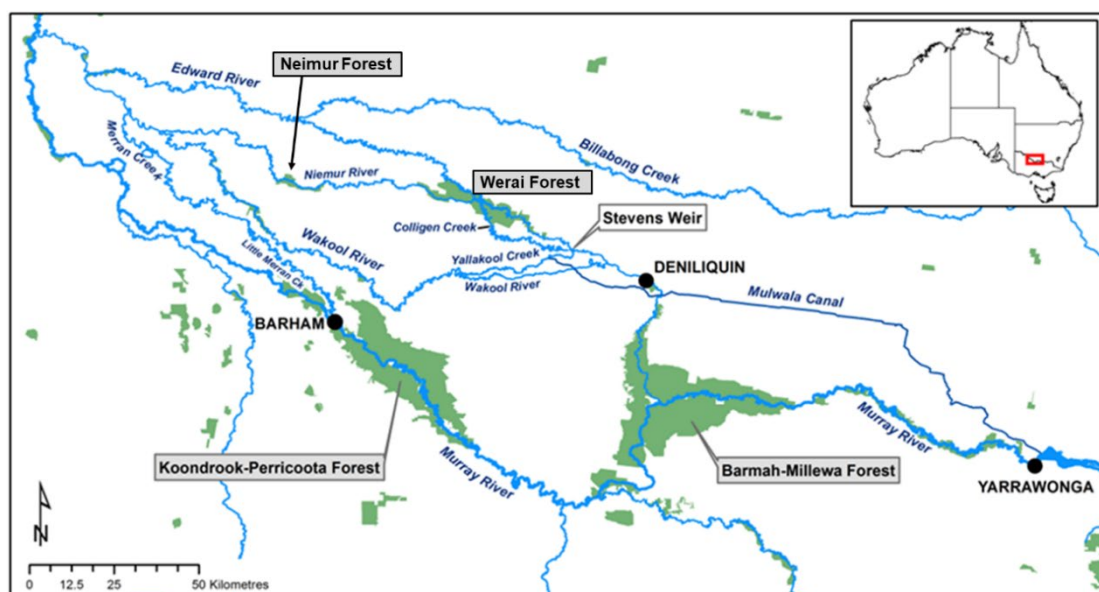 Edward River
Neimur Forest
Merran Creek
Niemur River
Billabong Creek
Werai Forest
Colligen Creek
Stevens Weir
Wakool River
Yallakool Creek
DENILIQUIN
Little Merran Ck
Wakool River
Mulwala Canal
BARHAM
Murray River
Koondrook-Perricoota Forest
Murray River
Barmah-Millewa Forest
YARRAWONGA
N
0 12.5 25 50 Kilometres